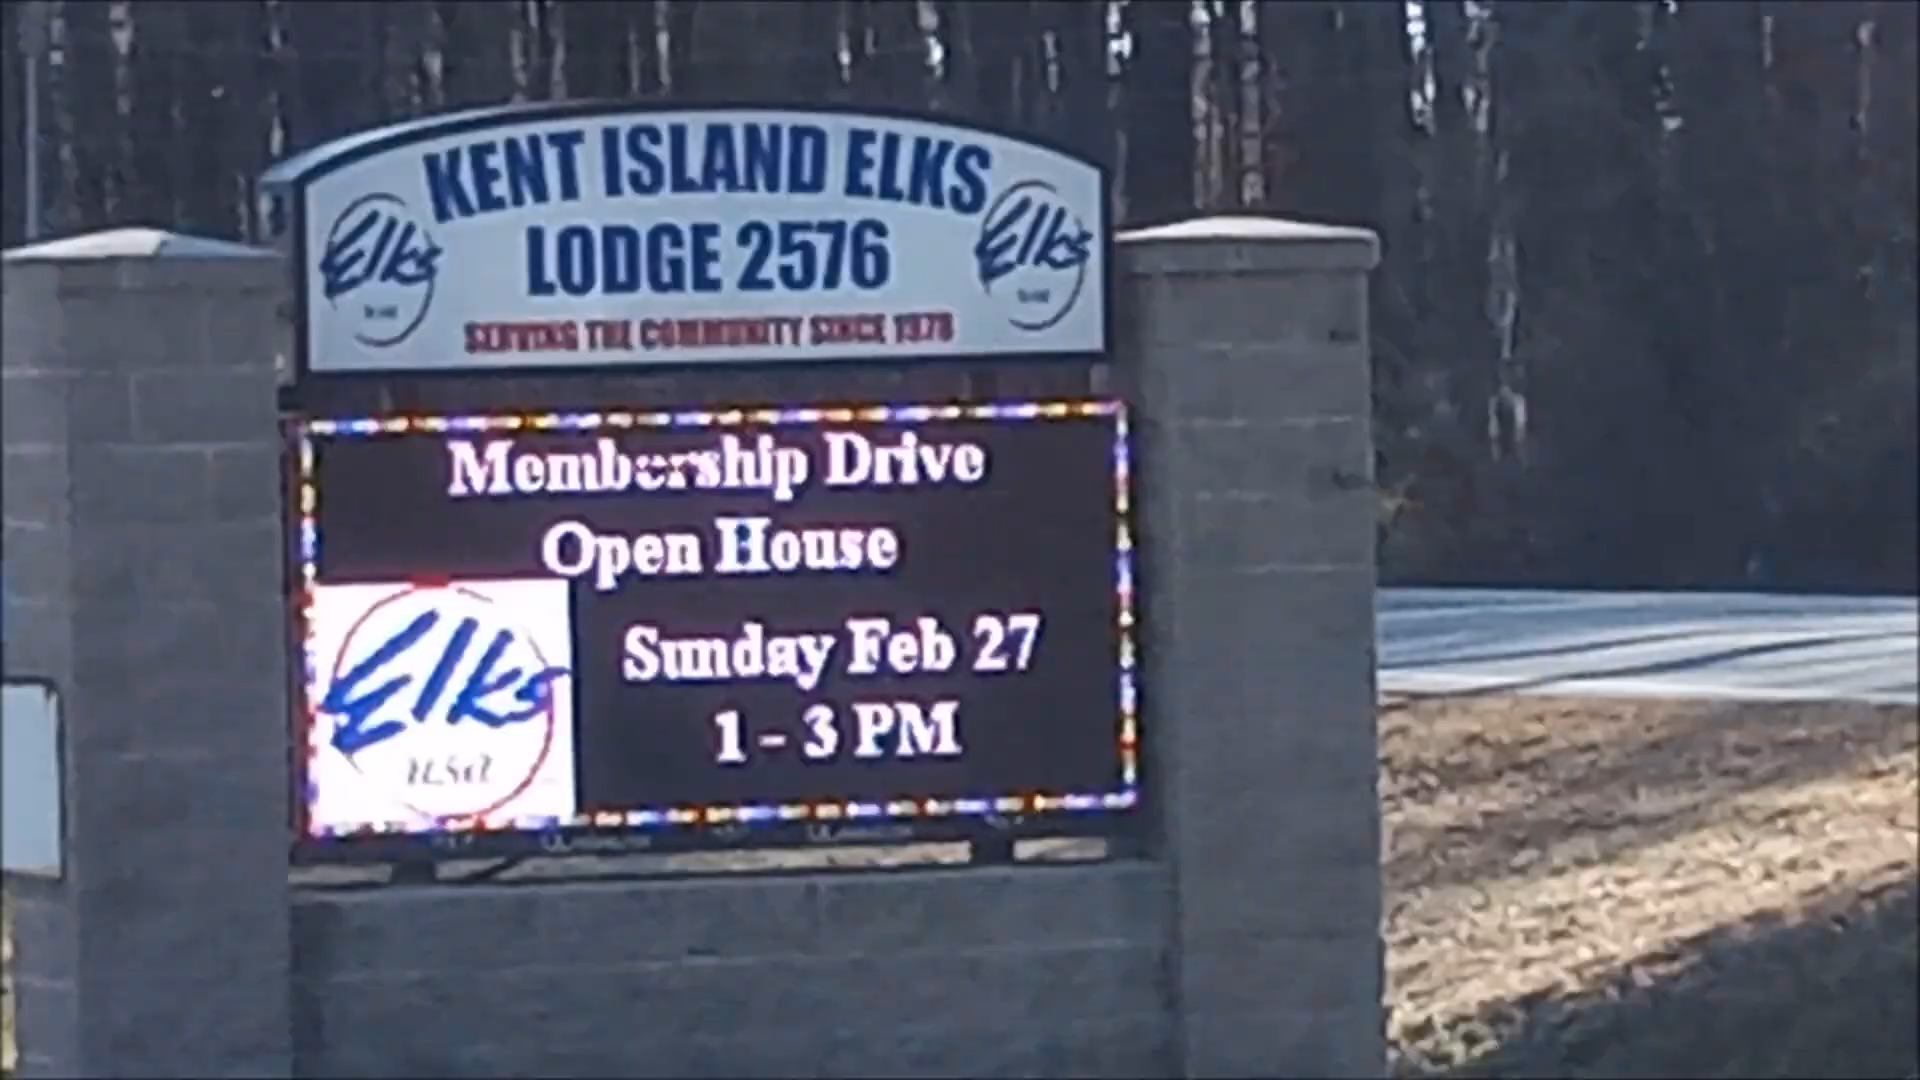 KENT ISLAND ELKS
LODGE 2576
Elks
Elks
SERVING THE COMMUNITY SINCE 1978
Membership Drive
Open House
Elks
USA
Sunday Feb 27
1 - 3 PM